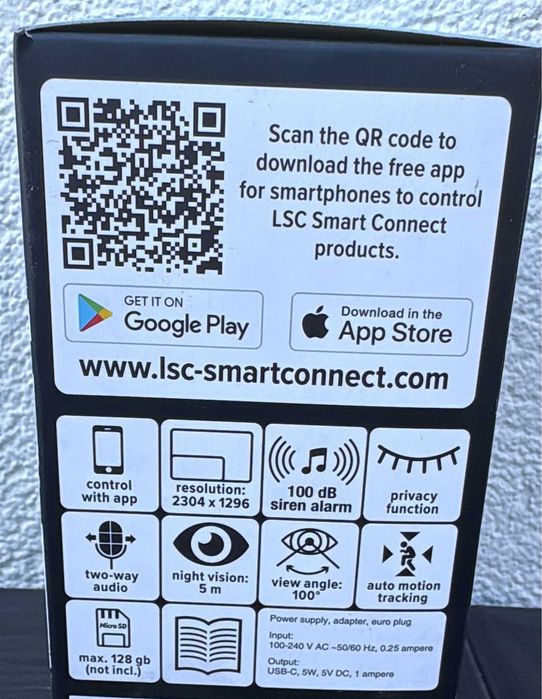 Scan the QR code to
download the free app
for smartphones to control
LSC Smart Connect
products.
GET IT ON
Google Play
Download in the
App Store
www.lsc-smartconnect.com
control
with app
resolution:
2304 x 1296
100 dB
siren alarm
privacy
function
two-way
audio
night vision:
5 m
view angle:
100°
auto motion
tracking
Micro SD
max. 128 gb
(not incl.)
Power supply, adapter, euro plug
Input:
100-240 V AC ~50/60 Hz, 0.25 ampere
Output:
USB-C, 5W, 5V DC, 1 ampere